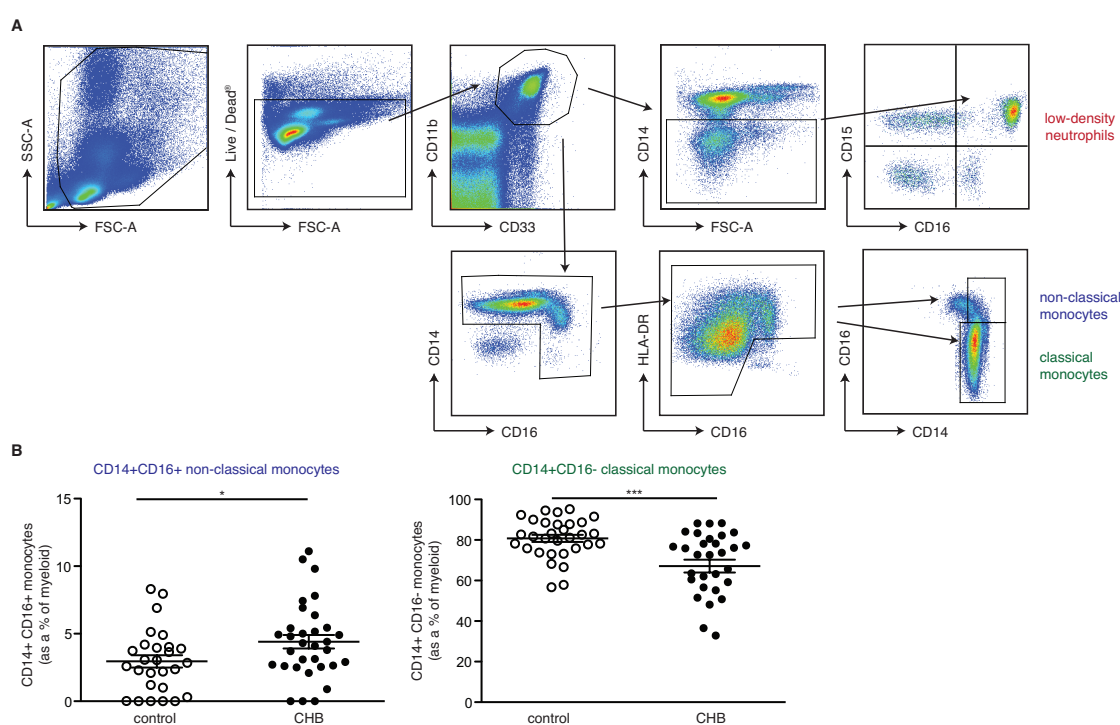 A
SSC-A
FSC-A
Live / Dead®
FSC-A
CD11b
CD33
CD14
FSC-A
CD15
CD16
low-density
neutrophils
CD14
CD16
HLA-DR
CD16
CD16
CD14
non-classical
monocytes
classical
monocytes
B
CD14+CD16+ non-classical monocytes
CD14+ CD16+ monocytes
(as a % of myeloid)
15
10
5
0
*
control
CHB
CD14+CD16- classical monocytes
CD14+ CD16- monocytes
(as a % of myeloid)
100
80
60
40
20
0
***
control
CHB